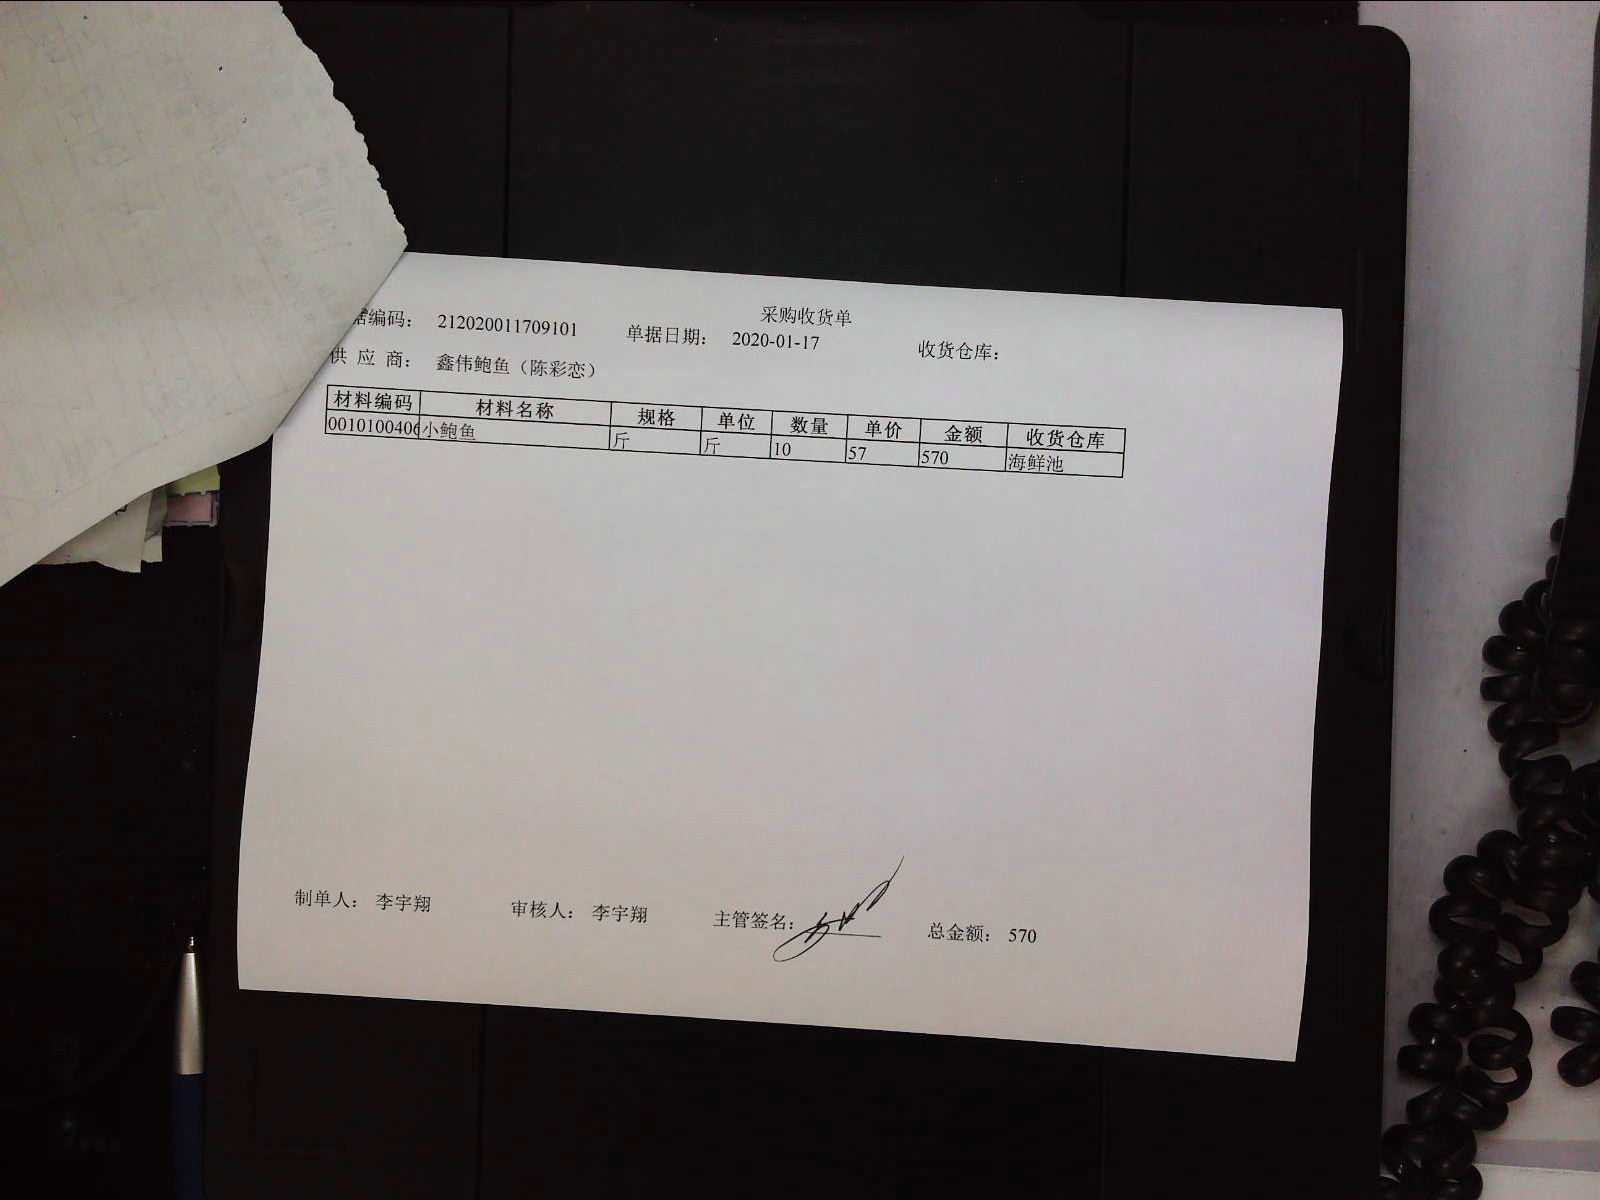 采购收货单
据编码： 212020011709101 单据日期： 2020-01-17 收货仓库：
供 应 商： 鑫伟鲍鱼（陈彩恋）
材料编码 材料名称 规格 单位 数量 单价 金额 收货仓库
0010100406 小鲍鱼 斤 斤 10 57 570 海鲜池
制单人： 李宇翔 审核人： 李宇翔 主管签名： 总金额： 570